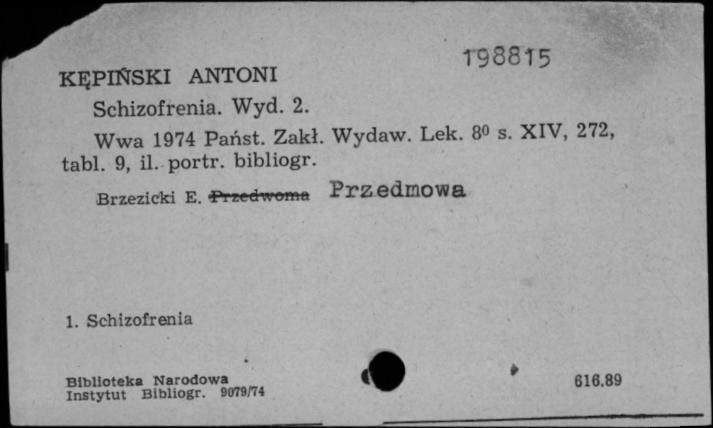 198815
KĘPIŃSKI ANTONI
Schizofrenia. Wyd. 2.
Wwa 1974 Państ. Zakł. Wydaw. Lek. 8⁰ s. XIV, 272,
tabl. 9, il. portr. bibliogr.
Brzezicki E. Przedwoma Przedmowa
1. Schizofrenia
Biblioteka Narodowa
Instytut Bibliogr. 9079/74
616.89